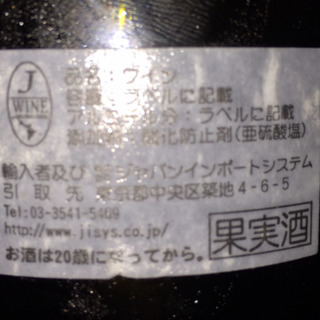 J
WINE
品名:ワイン
容量:ラベルに記載
アルコール分:ラベルに記載
添加物:酸化防止剤(亜硫酸塩)
輸入者及び ㈱ジャパンインポートシステム
引取先 東京都中央区築地4-6-5
Tel:03-3541-5469
http://www.jisys.co.jp/
果実酒
お酒は20歳になってから。